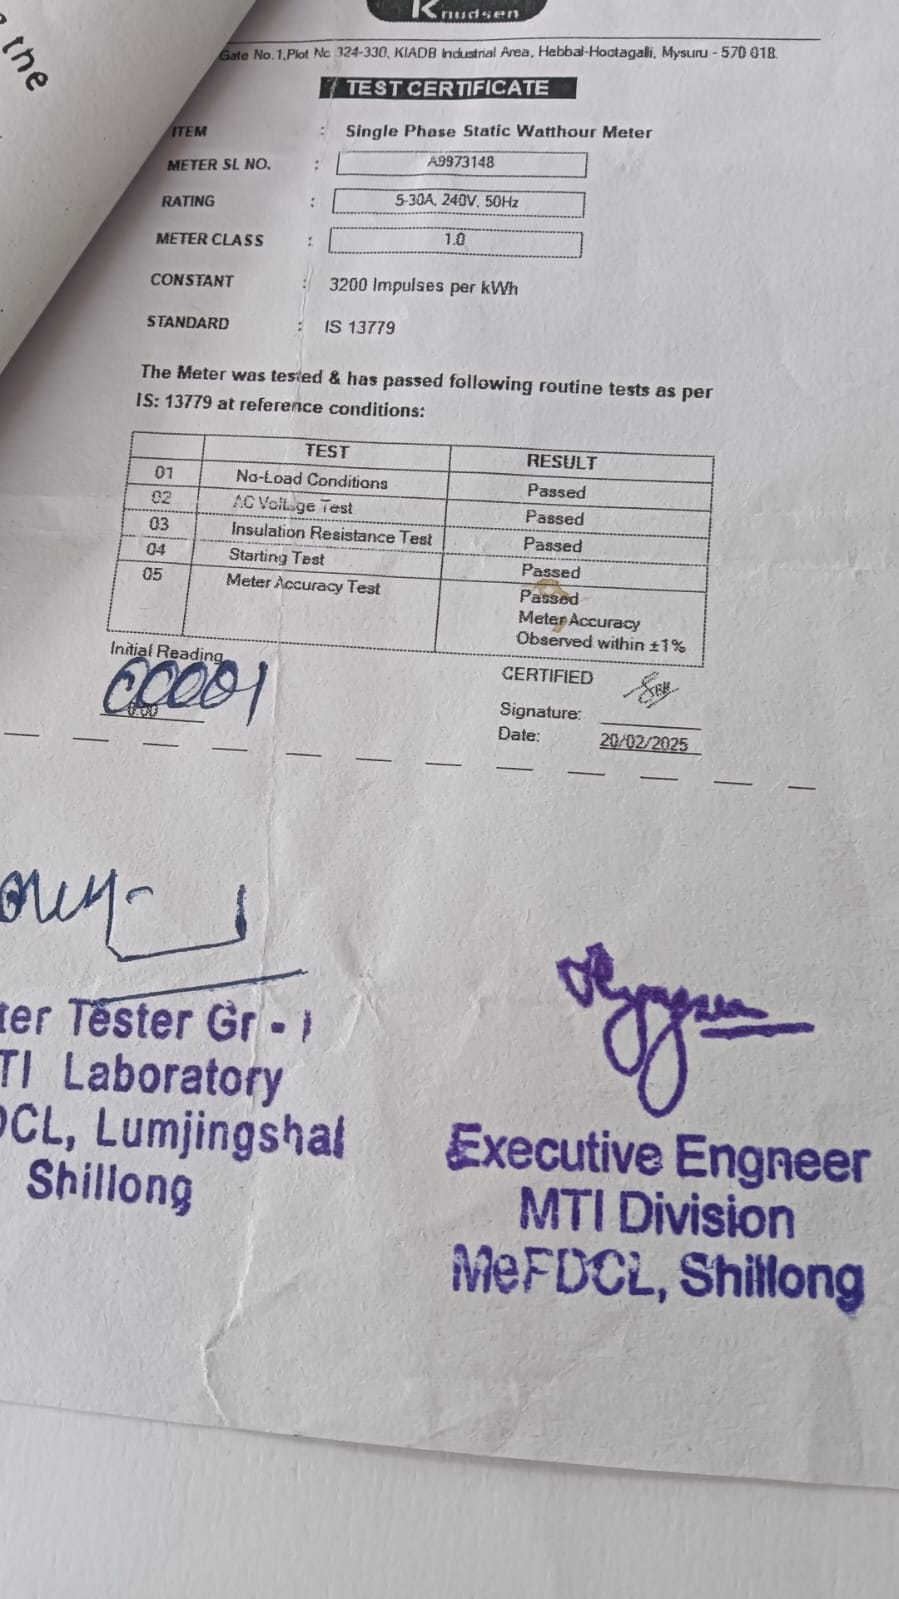 the
Knudsen
Gate No.1,Plot No 324-330, KIADB Industrial Area, Hebbal-Hootagalli, Mysuru - 570 018.
TEST CERTIFICATE
ITEM : Single Phase Static Watthour Meter
METER SL NO. : A9973148
RATING : 5-30A, 240V, 50Hz
METER CLASS : 1.0
CONSTANT : 3200 Impulses per kWh
STANDARD : IS 13779
The Meter was tested & has passed following routine tests as per
IS: 13779 at reference conditions:
TEST RESULT
01 No-Load Conditions Passed
02 AC Voltage Test Passed
03 Insulation Resistance Test Passed
04 Starting Test Passed
05 Meter Accuracy Test Passed
Meter Accuracy
Observed within ±1%
Initial Reading
00001
0.00
CERTIFIED
Signature:
Date: 20/02/2025
ter Tester Gr - I
TI Laboratory
DCL, Lumjingshai
Shillong
Executive Engneer
MTI Division
MePDCL, Shillong